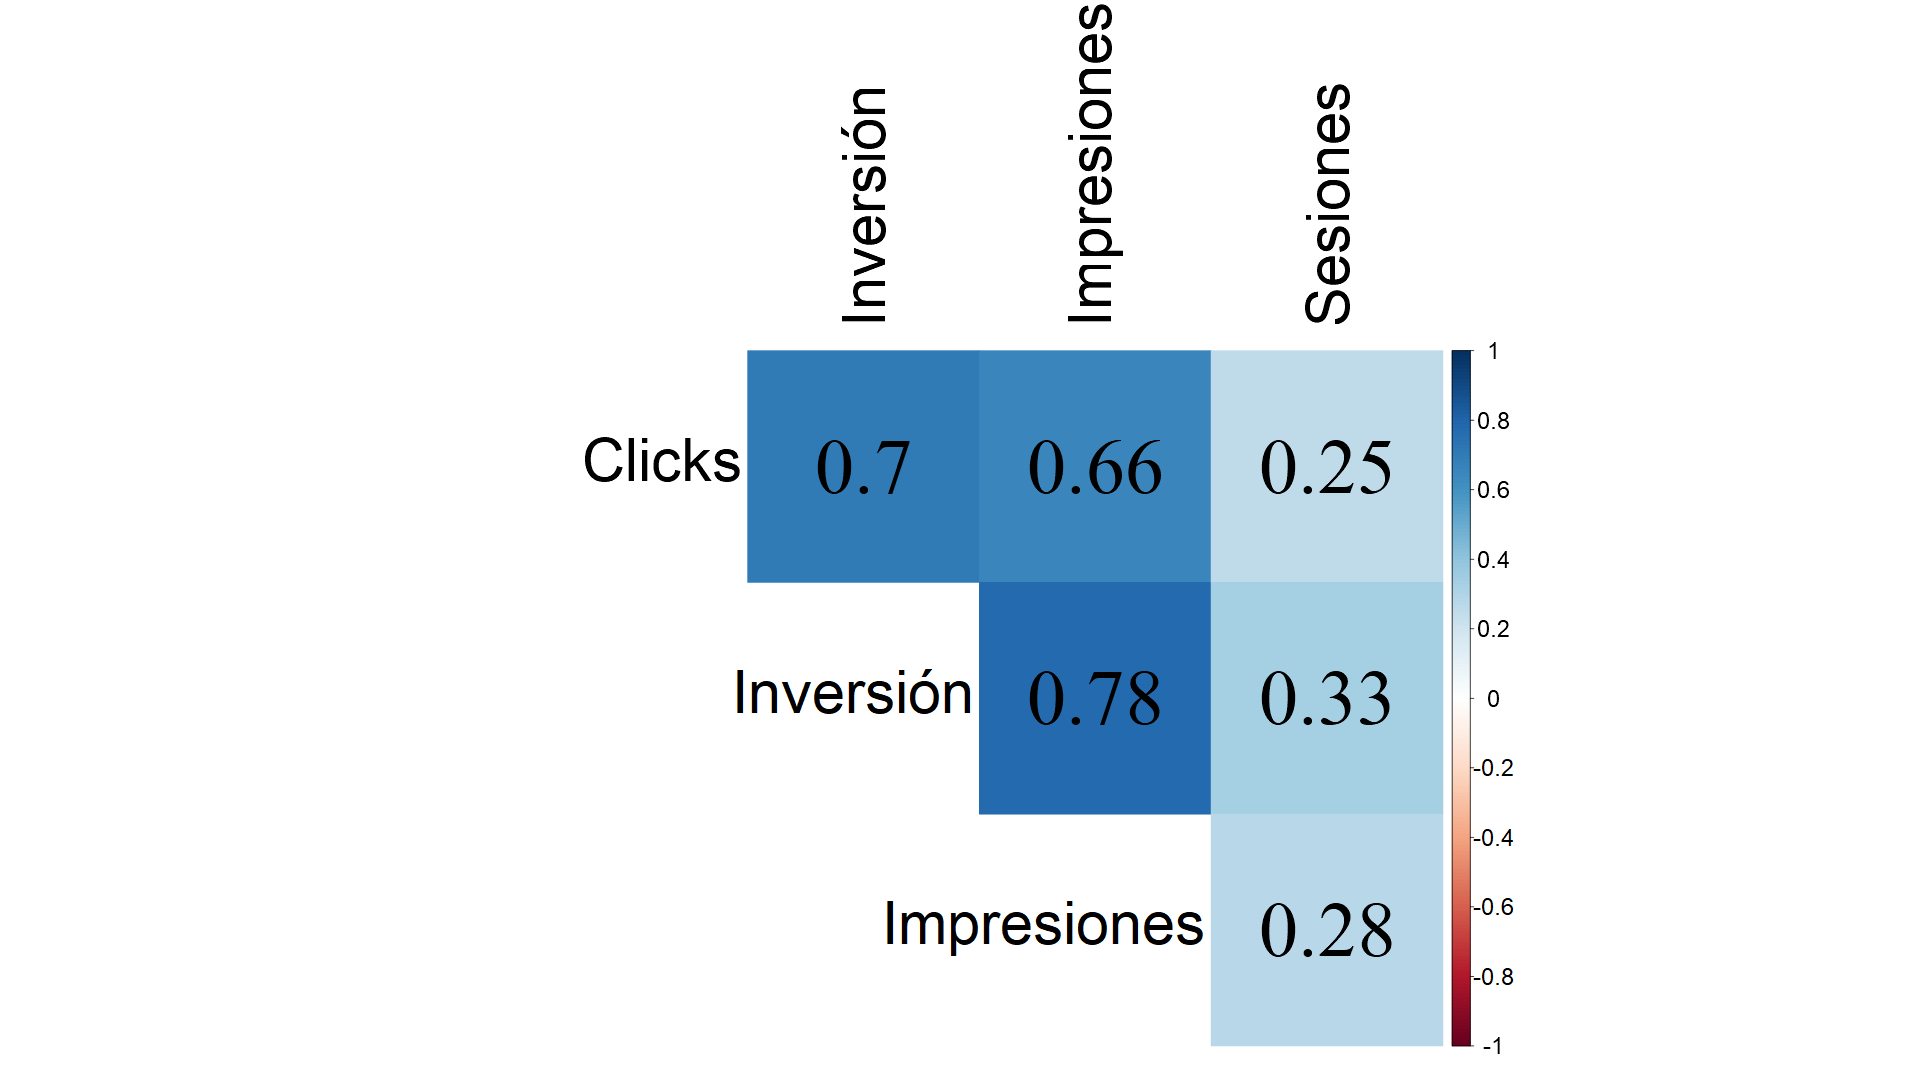 Inversión
Impresiones
Sesiones
Clicks 0.7 0.66 0.25
Inversión 0.78 0.33
Impresiones 0.28
1
0.8
0.6
0.4
0.2
0
-0.2
-0.4
-0.6
-0.8
-1